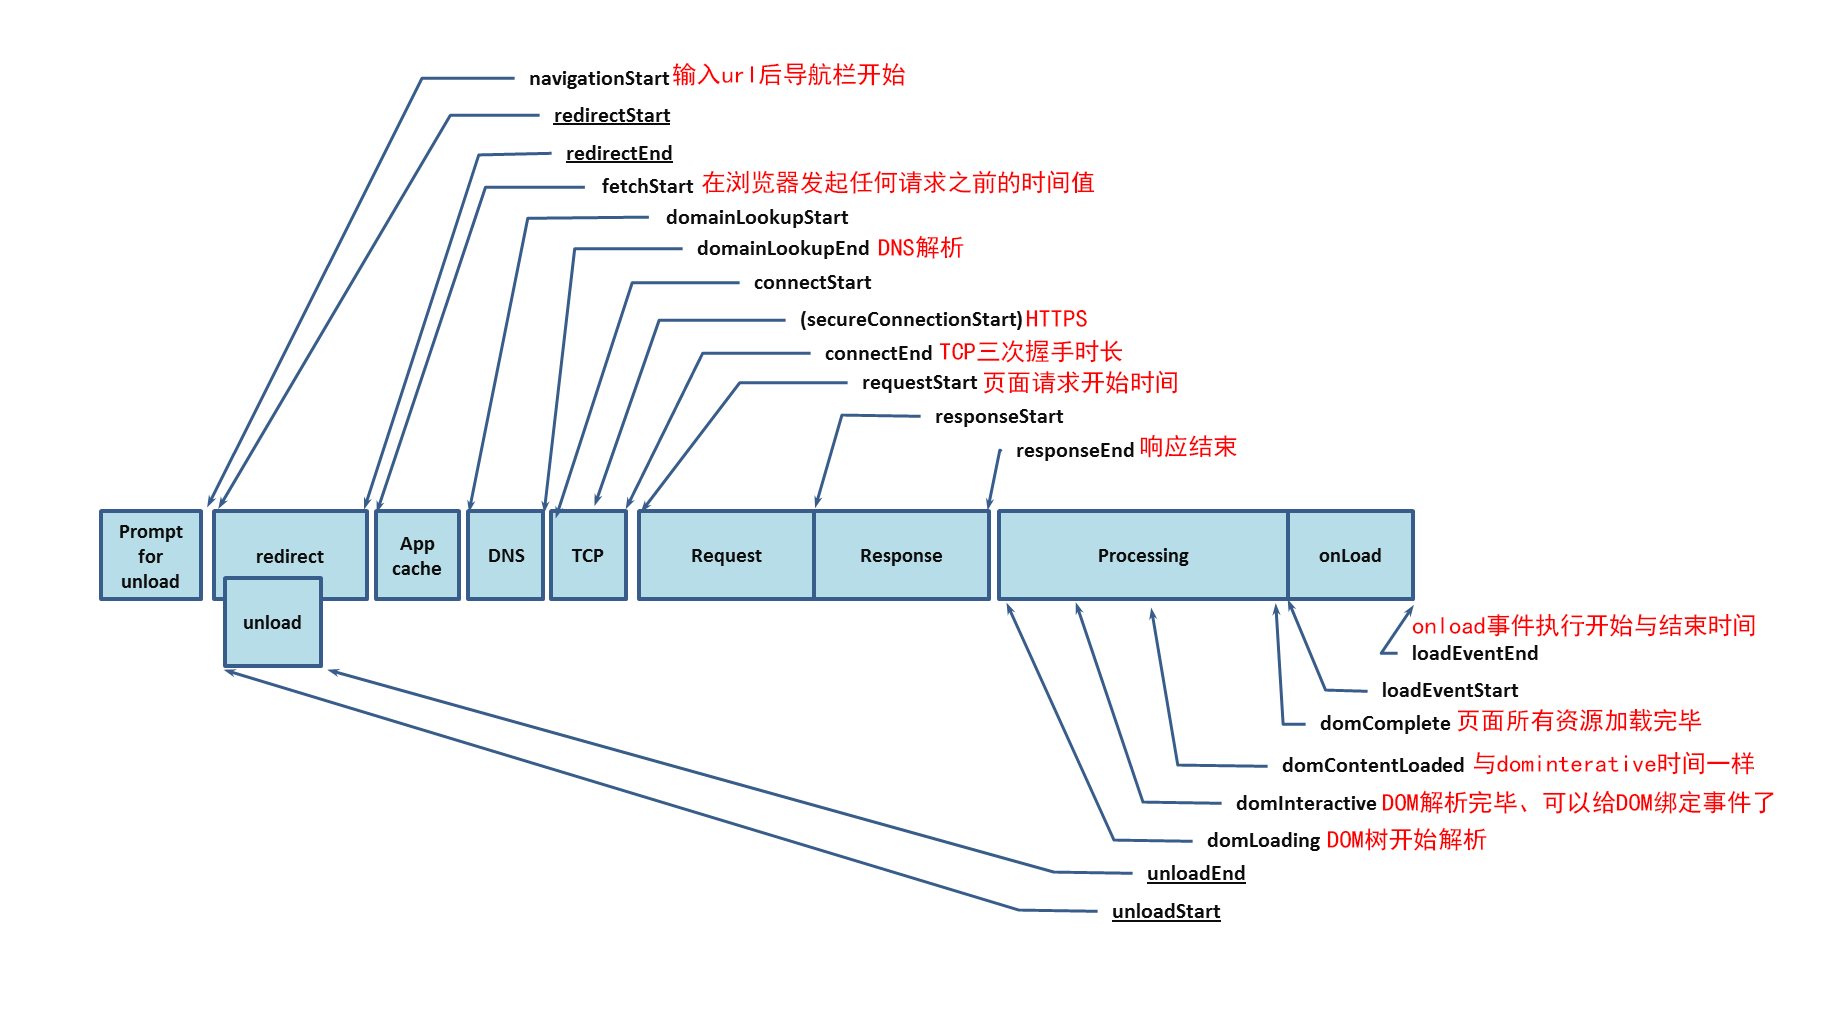 navigationStart 输入url后导航栏开始
redirectStart
redirectEnd
fetchStart 在浏览器发起任何请求之前的时间值
domainLookupStart
domainLookupEnd DNS解析
connectStart
(secureConnectionStart) HTTPS
connectEnd TCP三次握手时长
requestStart 页面请求开始时间
responseStart
responseEnd 响应结束
Prompt
for
unload
redirect
unload
App
cache
DNS
TCP
Request
Response
Processing
onLoad
onload事件执行开始与结束时间
loadEventEnd
loadEventStart
domComplete 页面所有资源加载完毕
domContentLoaded 与dominterative时间一样
domInteractive DOM解析完毕、可以给DOM绑定事件了
domLoading DOM树开始解析
unloadEnd
unloadStart